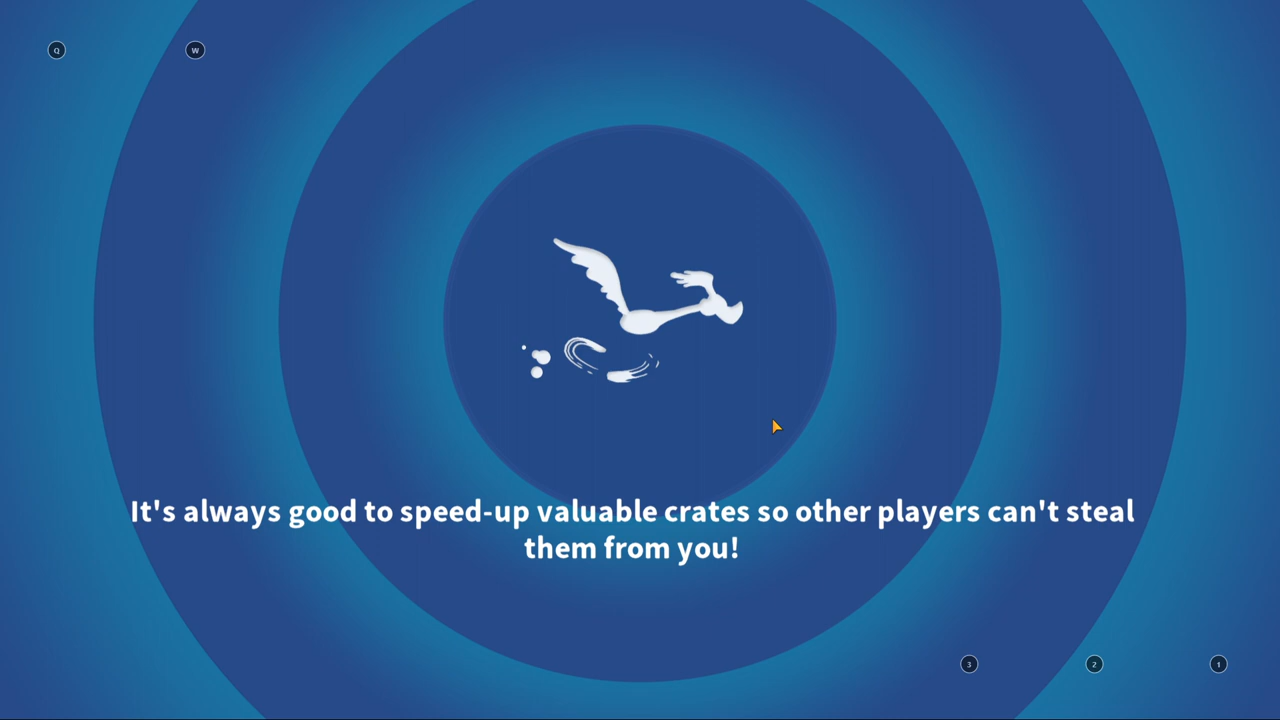 Q
W
It's always good to speed-up valuable crates so other players can't steal
them from you!
3
2
1